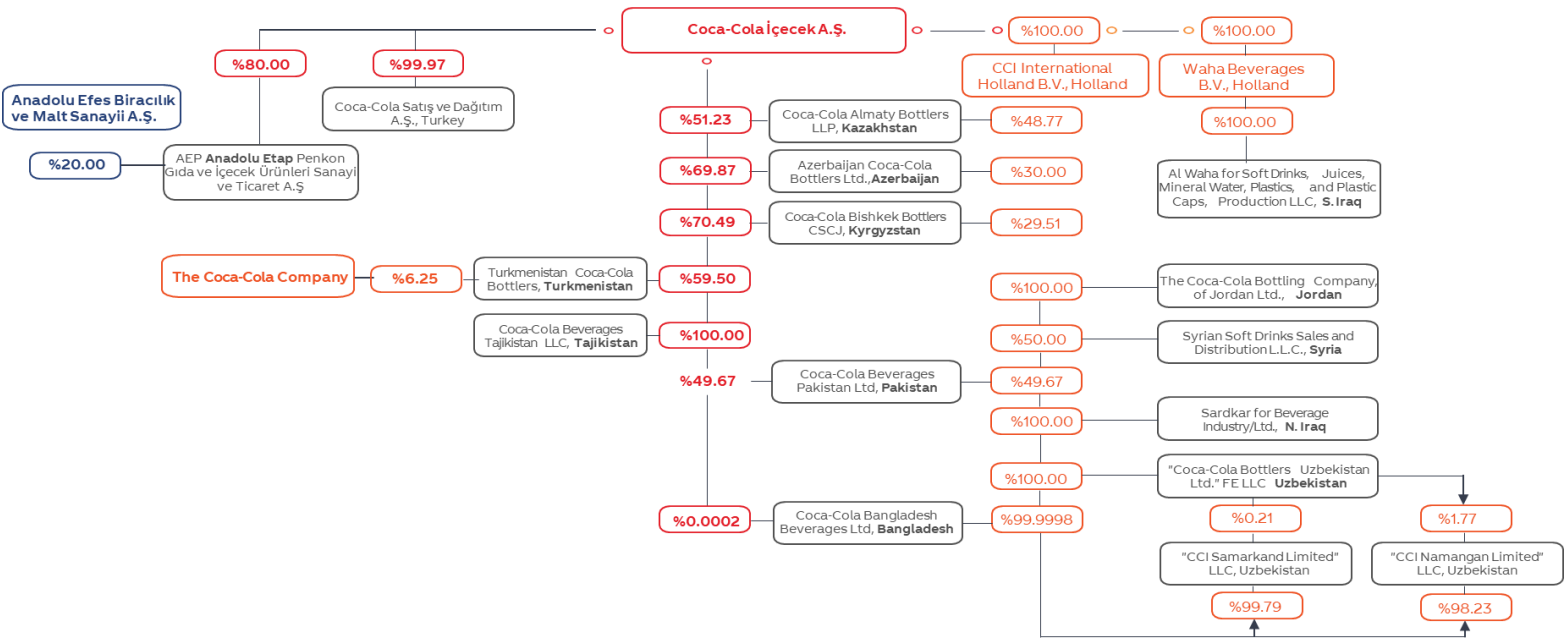 Coca-Cola İçecek A.Ş.
%80.00
%99.97
%100.00
%100.00
Anadolu Efes Biracılık
ve Malt Sanayii A.Ş.
%20.00
AEP Anadolu Etap Penkon
Gıda ve İçecek Ürünleri Sanayi
ve Ticaret A.Ş
Coca-Cola Satış ve Dağıtım
A.Ş., Turkey
CCI International
Holland B.V., Holland
Waha Beverages
B.V., Holland
%51.23
Coca-Cola Almaty Bottlers
LLP, Kazakhstan
%48.77
%100.00
%69.87
Azerbaijan Coca-Cola
Bottlers Ltd.,Azerbaijan
%30.00
Al Waha for Soft Drinks, Juices,
Mineral Water, Plastics, and Plastic
Caps, Production LLC, S. Iraq
%70.49
Coca-Cola Bishkek Bottlers
CSCJ, Kyrgyzstan
%29.51
The Coca-Cola Company
%6.25
Turkmenistan Coca-Cola
Bottlers, Turkmenistan
%59.50
%100.00
The Coca-Cola Bottling Company,
of Jordan Ltd., Jordan
Coca-Cola Beverages
Tajikistan LLC, Tajikistan
%100.00
%50.00
Syrian Soft Drinks Sales and
Distribution L.L.C., Syria
%49.67
Coca-Cola Beverages
Pakistan Ltd, Pakistan
%49.67
%100.00
Sardkar for Beverage
Industry/Ltd., N. Iraq
%100.00
"Coca-Cola Bottlers Uzbekistan
Ltd." FE LLC Uzbekistan
%0.0002
Coca-Cola Bangladesh
Beverages Ltd, Bangladesh
%99.9998
%0.21
%1.77
"CCI Samarkand Limited"
LLC, Uzbekistan
"CCI Namangan Limited"
LLC, Uzbekistan
%99.79
%98.23